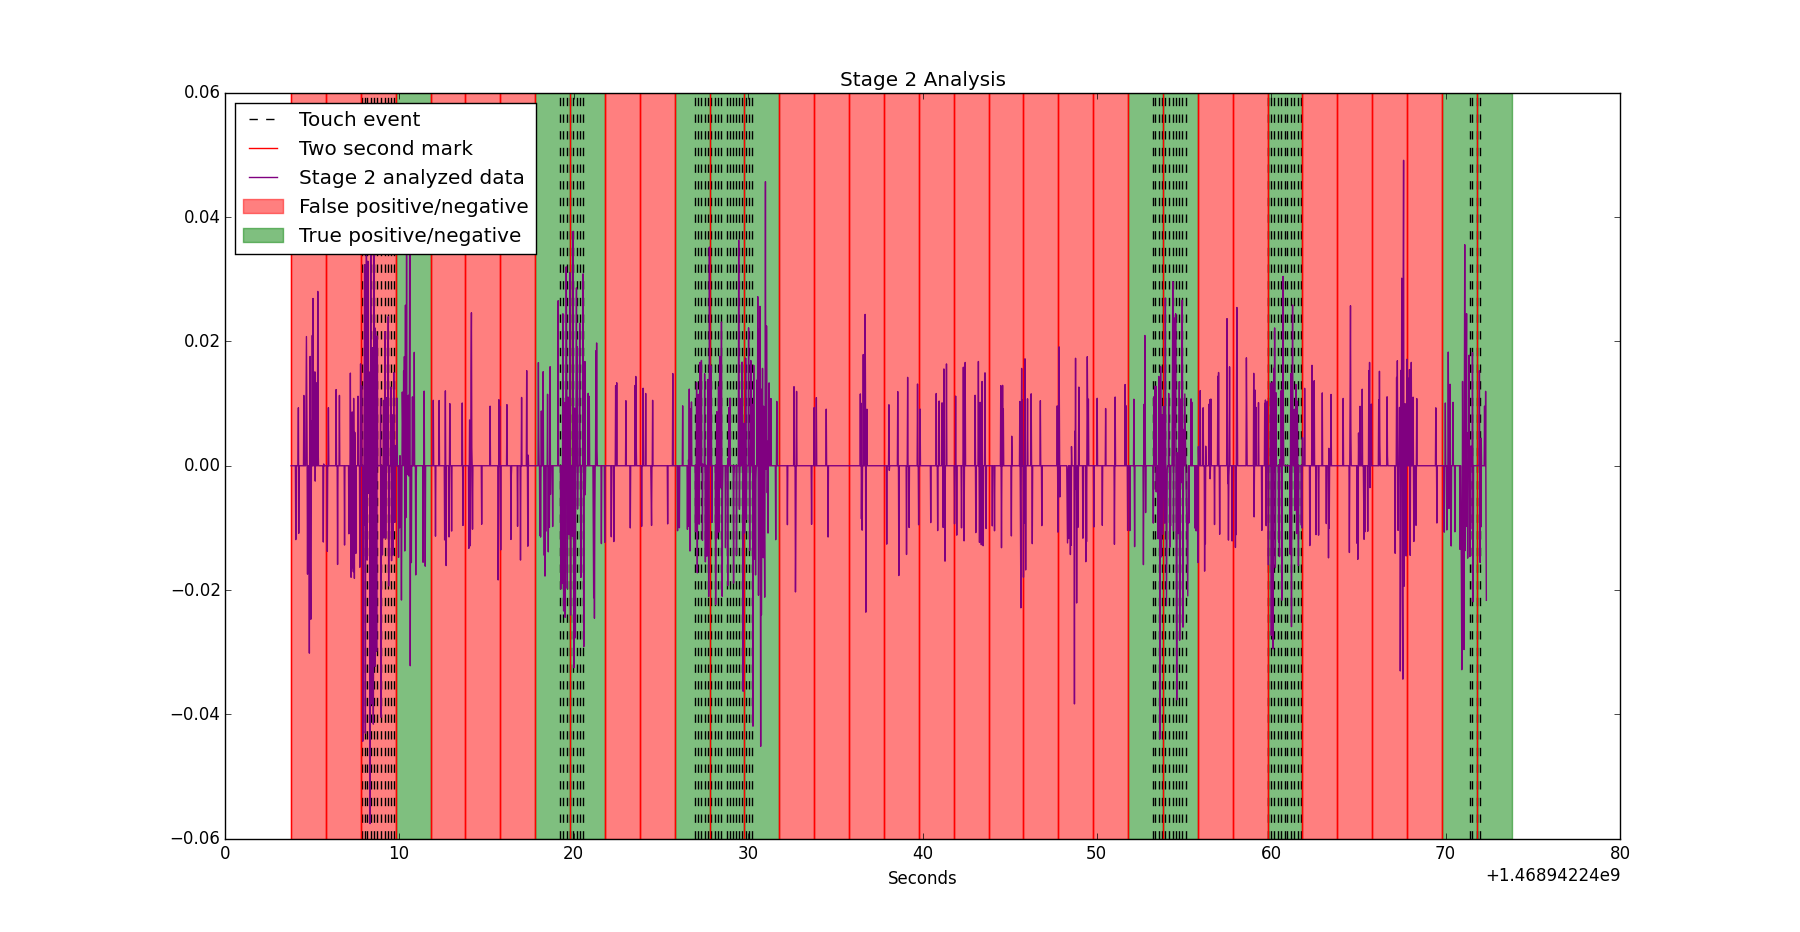 Stage 2 Analysis
0.06
0.04
0.02
0.00
−0.02
−0.04
−0.06
Touch event
Two second mark
Stage 2 analyzed data
False positive/negative
True positive/negative
0 10 20 30 40 50 60 70 80
Seconds
+1.46894224e9